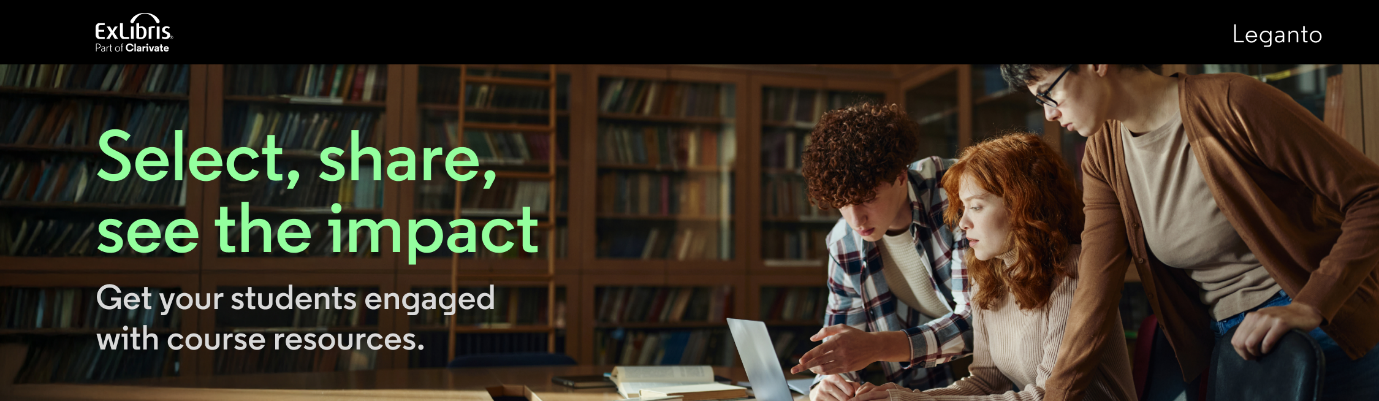 ExLibris
Part of Clarivate
Leganto
Select, share,
see the impact
Get your students engaged
with course resources.